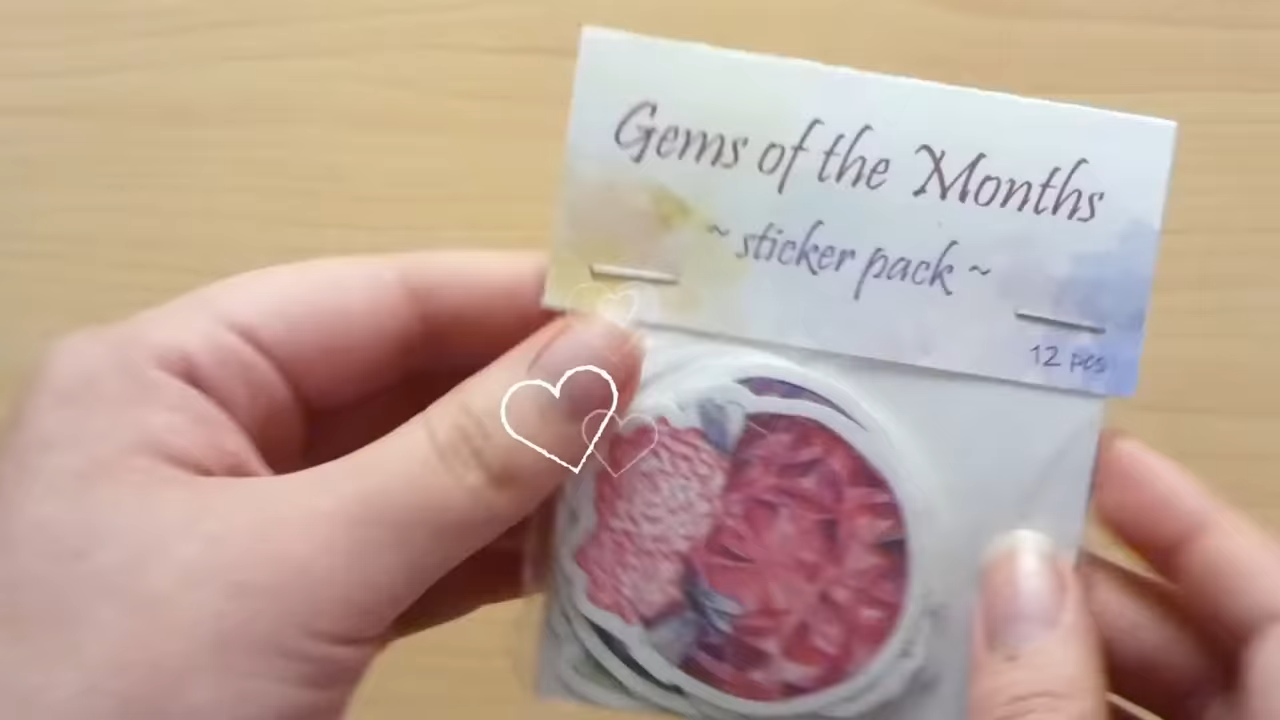 Gems of the Months
~ sticker pack ~
12 pcs